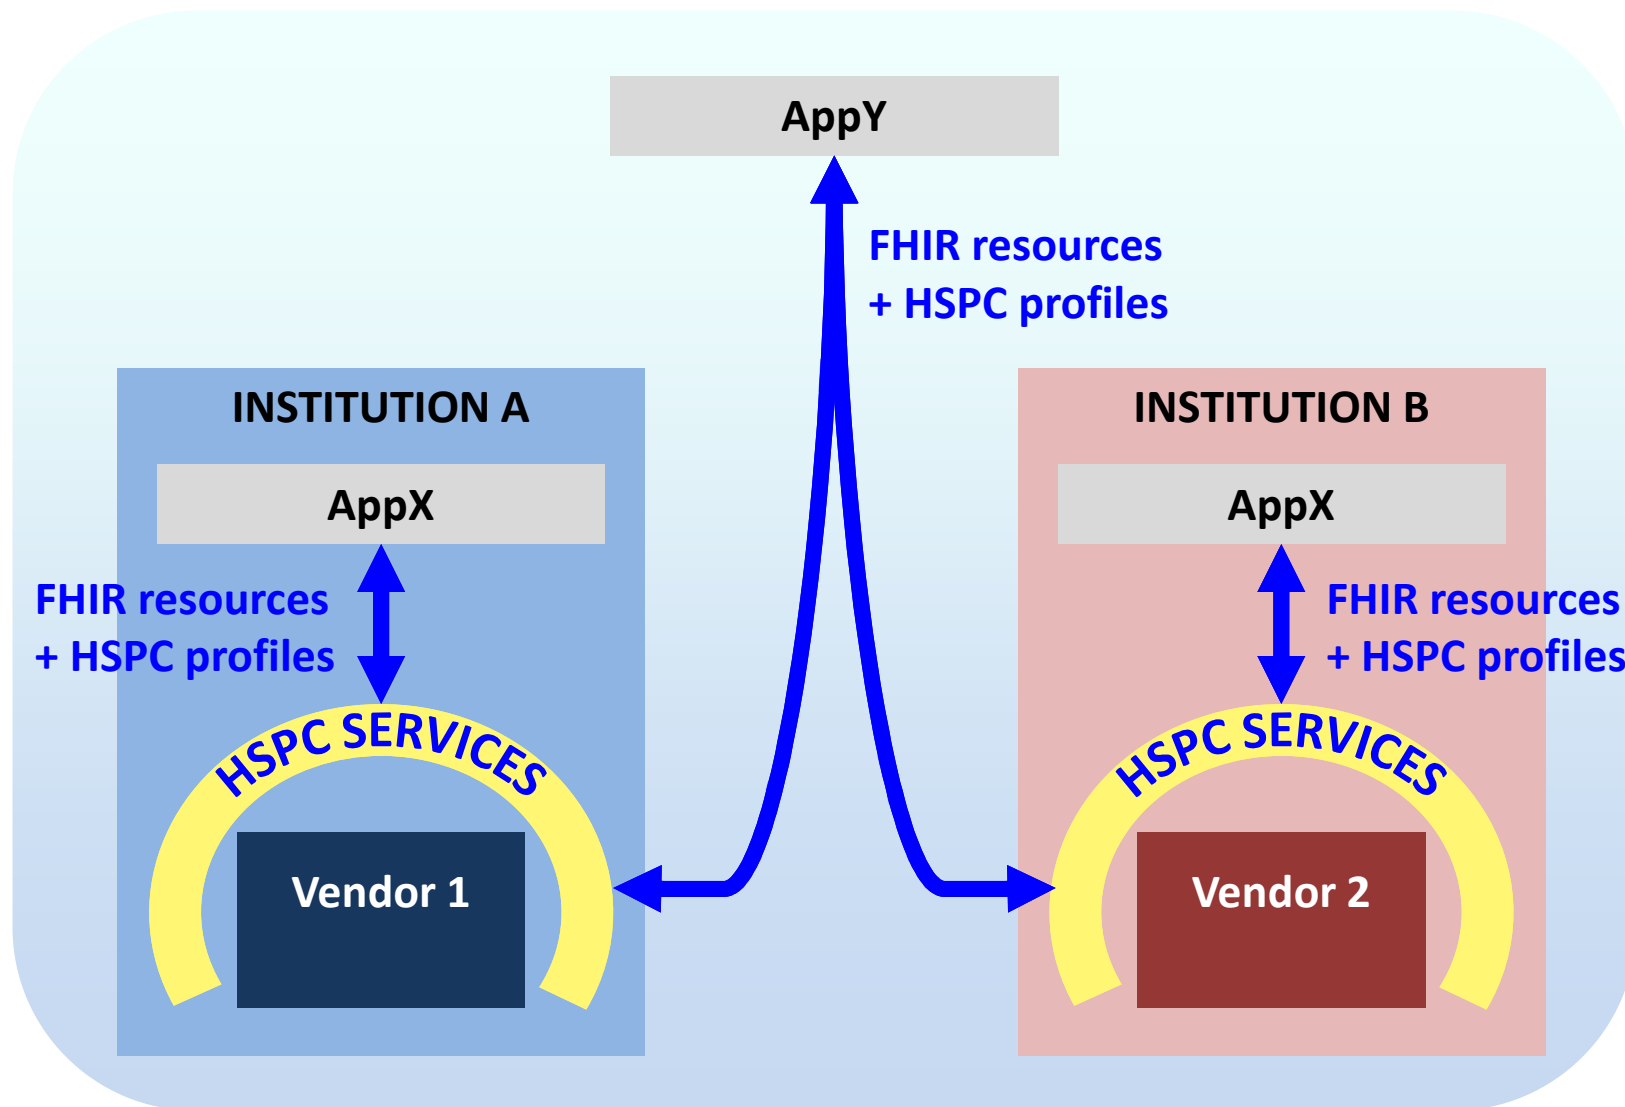 AppY
FHIR resources
+ HSPC profiles
INSTITUTION A
AppX
FHIR resources
+ HSPC profiles
HSPC SERVICES
Vendor 1
INSTITUTION B
AppX
FHIR resources
+ HSPC profiles
HSPC SERVICES
Vendor 2